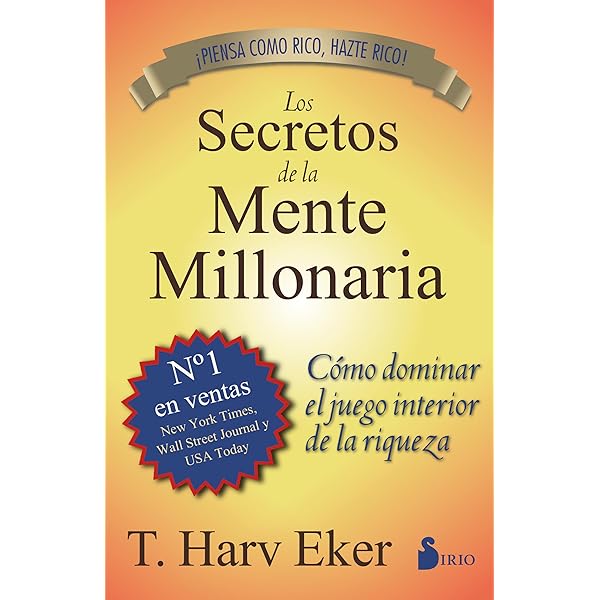 ¡PIENSA COMO RICO, HAZTE RICO!
Los
Secretos
de la
Mente
Millonaria
Nº1
en ventas
New York Times,
Wall Street Journal y
USA Today
Cómo dominar
el juego interior
de la riqueza
T. Harv Eker
SIRIO